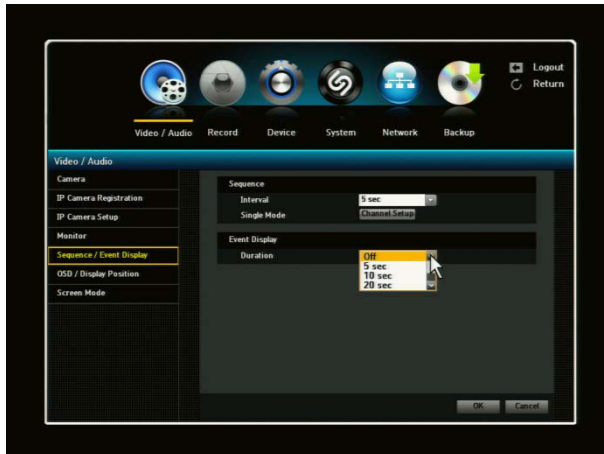 Logout
Return
Video / Audio Record Device System Network Backup
Video / Audio
Camera
IP Camera Registration
IP Camera Setup
Monitor
Sequence / Event Display
OSD / Display Position
Screen Mode
Sequence
Interval 5 sec
Single Mode Channel Setup
Event Display
Duration Off
5 sec
10 sec
20 sec
OK Cancel